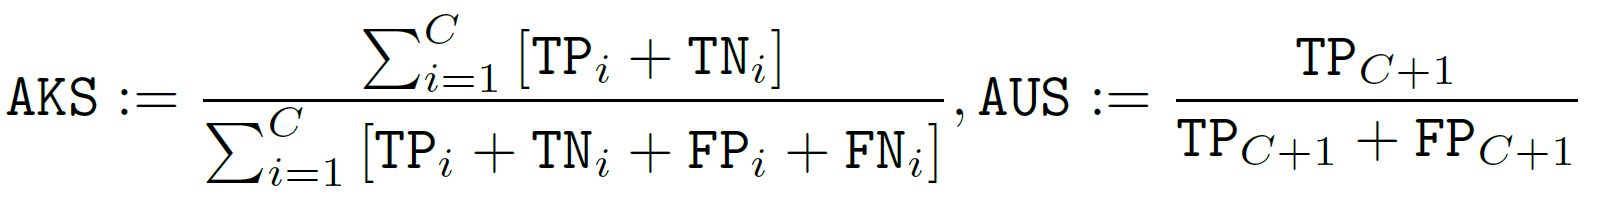 AKS := \frac{\sum_{i=1}^{C} [TP_i + TN_i]}{\sum_{i=1}^{C} [TP_i + TN_i + FP_i + FN_i]}, AUS := \frac{TP_{C+1}}{TP_{C+1} + FP_{C+1}}